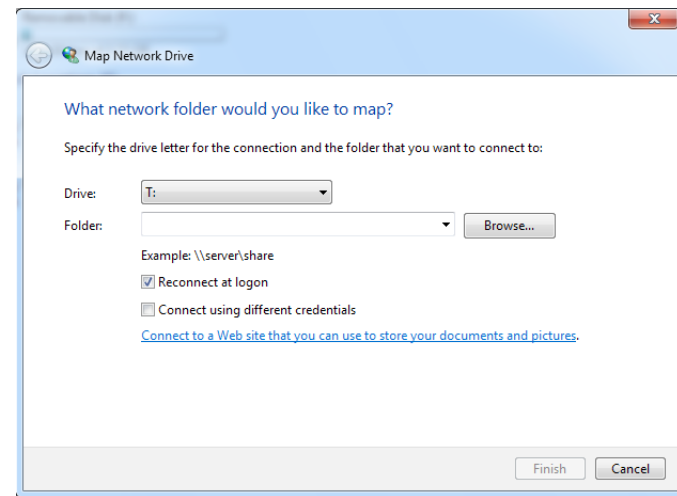 Map Network Drive
What network folder would you like to map?
Specify the drive letter for the connection and the folder that you want to connect to:
Drive: T:
Folder: Browse...
Example: \\server\share
Reconnect at logon
Connect using different credentials
Connect to a Web site that you can use to store your documents and pictures.
Finish Cancel